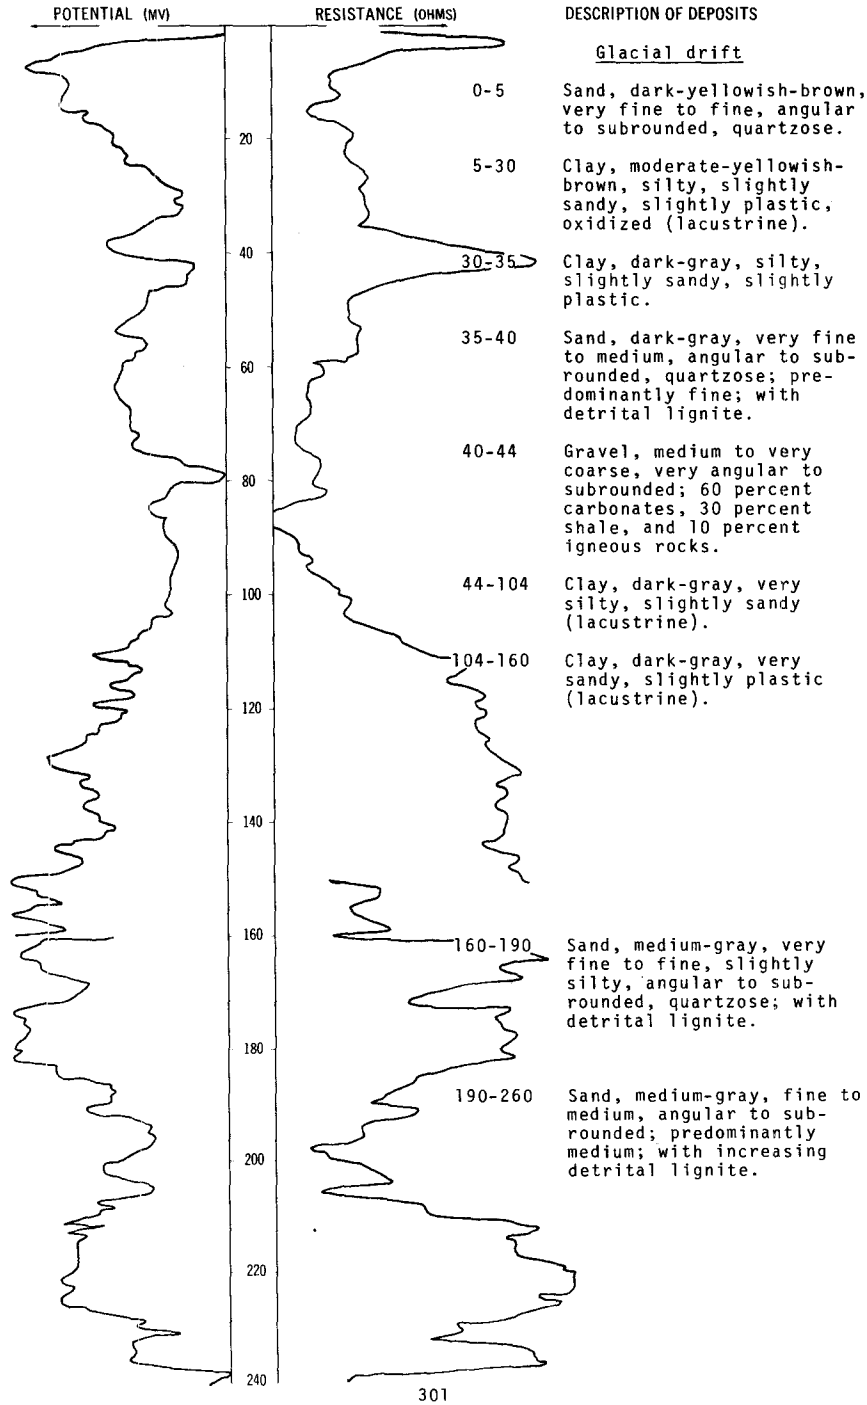 POTENTIAL (MV) RESISTANCE (OHMS) DESCRIPTION OF DEPOSITS
Glacial drift
0-5 Sand, dark-yellowish-brown,
very fine to fine, angular
to subrounded, quartzose.
20
5-30 Clay, moderate-yellowish-
brown, silty, slightly
sandy, slightly plastic,
oxidized (lacustrine).
40
30-35 Clay, dark-gray, silty,
slightly sandy, slightly
plastic.
35-40 Sand, dark-gray, very fine
to medium, angular to sub-
60
rounded, quartzose; pre-
dominantly fine; with
detrital lignite.
40-44 Gravel, medium to very
coarse, very angular to
80
subrounded; 60 percent
carbonates, 30 percent
shale, and 10 percent
igneous rocks.
44-104 Clay, dark-gray, very
100
silty, slightly sandy
(lacustrine).
104-160 Clay, dark-gray, very
sandy, slightly plastic
(lacustrine).
120
140
160
160-190 Sand, medium-gray, very
fine to fine, slightly
silty, angular to sub-
rounded, quartzose; with
detrital lignite.
180
190-260 Sand, medium-gray, fine to
medium, angular to sub-
rounded; predominantly
medium; with increasing
200
detrital lignite.
220
240
301